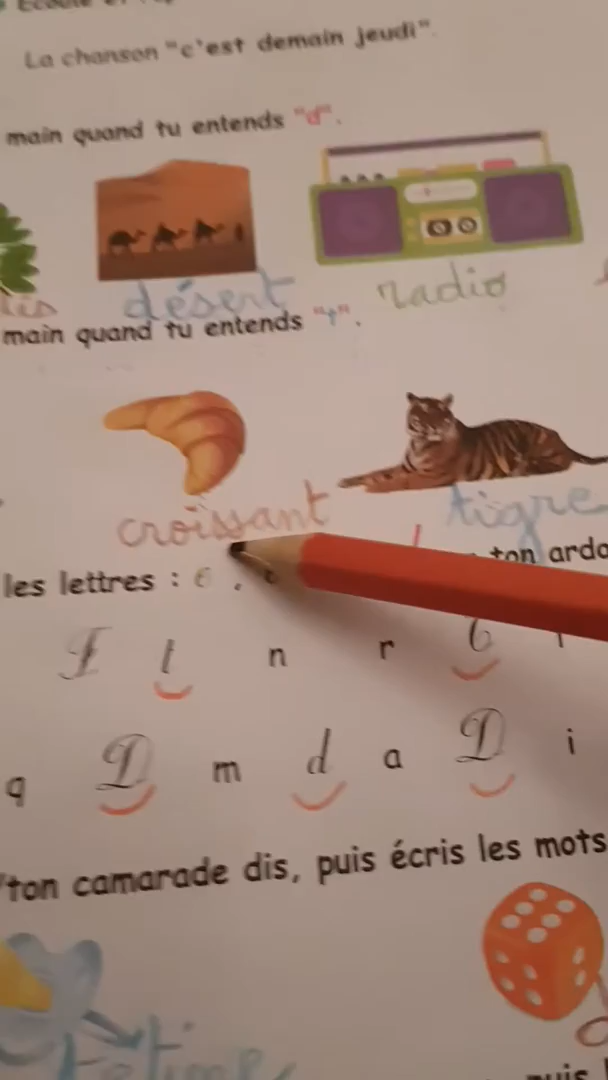 La chanson "c'est demain jeudi".
main quand tu entends "d".
désert radio
main quand tu entends "t".
croissant tigre
les lettres : ton ardo
F t n r
q D m d a D i
ton camarade dis, puis écris les mots
puis